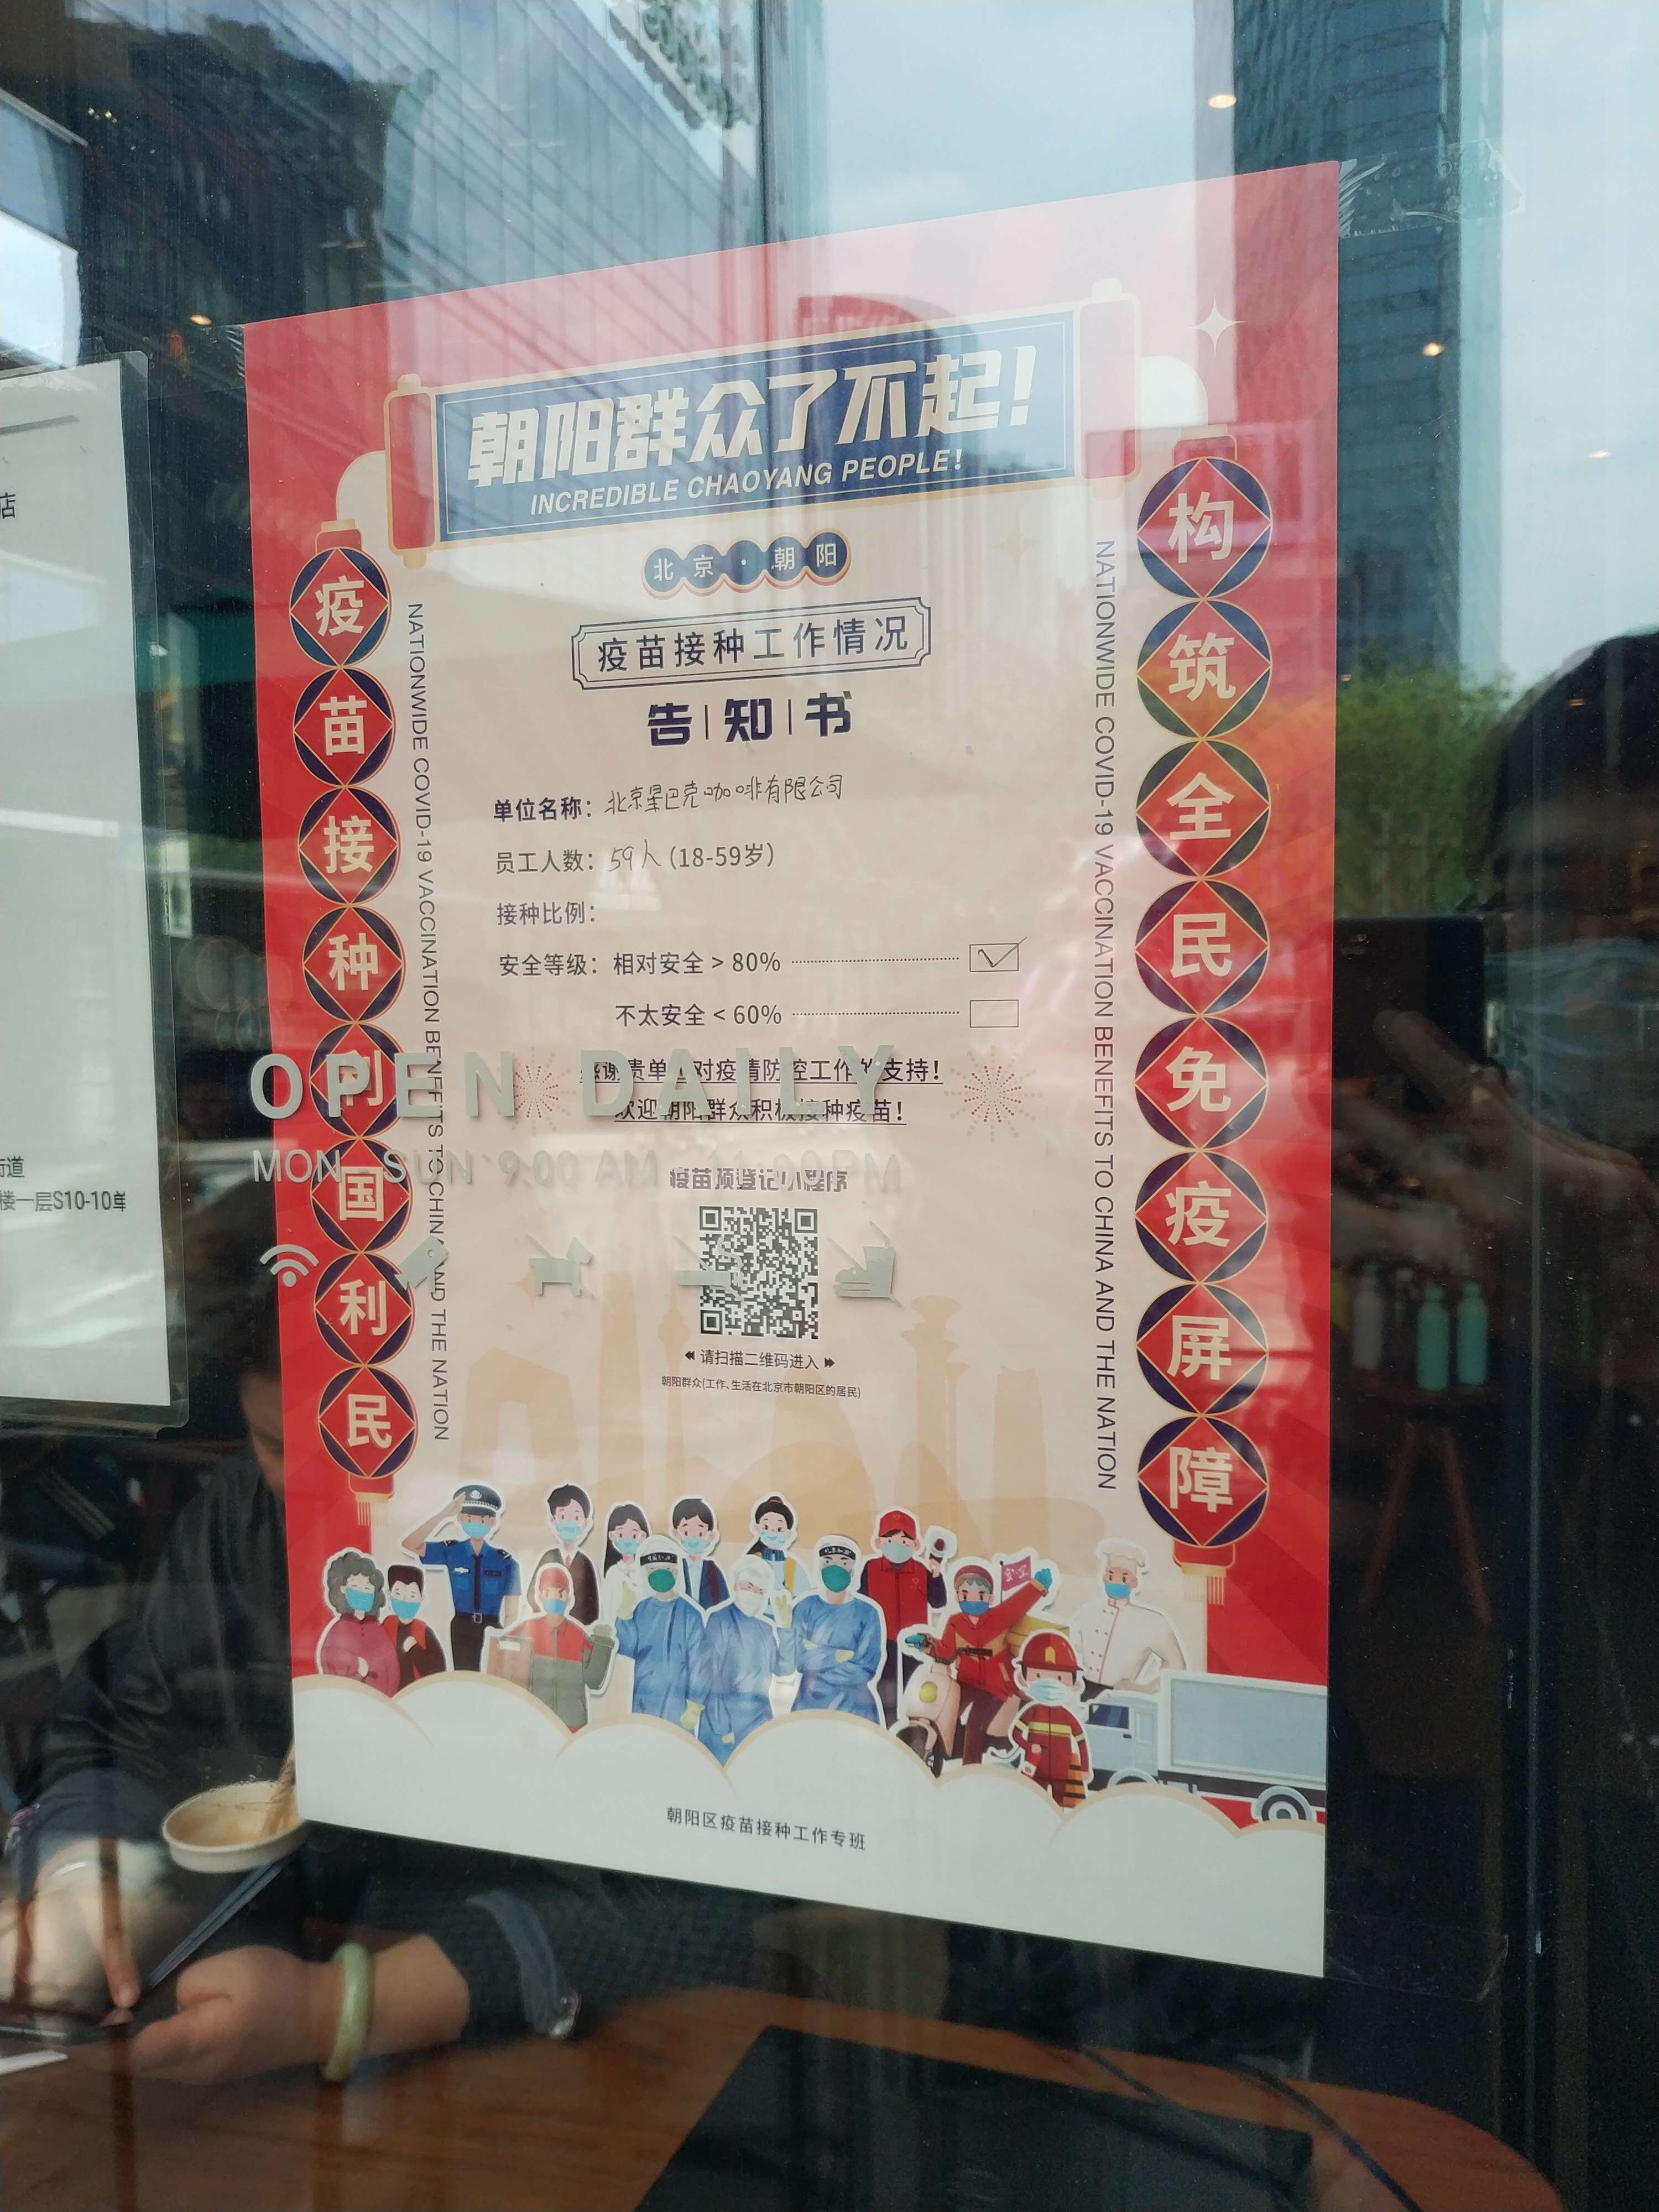 朝阳群众了不起！
INCREDIBLE CHAOYANG PEOPLE!
北京·朝阳
疫苗接种工作情况
告知书
疫苗接种利国利民
NATIONWIDE COVID-19 VACCINATION BENEFITS TO CHINA AND THE NATION
构筑全民免疫屏障
NATIONWIDE COVID-19 VACCINATION BENEFITS TO CHINA AND THE NATION
单位名称：北京星巴克咖啡有限公司
员工人数：59人(18-59岁)
接种比例：
安全等级：相对安全 > 80%
不太安全 < 60%
感谢贵单位对疫情防控工作的支持！
欢迎朝阳群众积极接种疫苗！
OPEN DAILY
MON SUN 9:00 AM PM
疫苗预登记小程序
请扫描二维码进入
朝阳群众(工作、生活在北京市朝阳区的居民)
朝阳区疫苗接种工作专班
店
街道
楼一层S10-10单